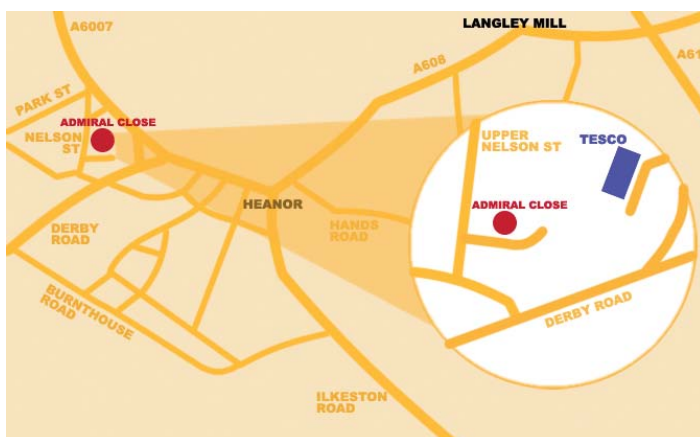 A6007
LANGLEY MILL
A608
A61
PARK ST
ADMIRAL CLOSE
NELSON
ST
UPPER
NELSON ST
TESCO
ADMIRAL CLOSE
HEANOR
HANDS
ROAD
DERBY
ROAD
BURNTHOUSE
ROAD
DERBY ROAD
ILKESTON
ROAD